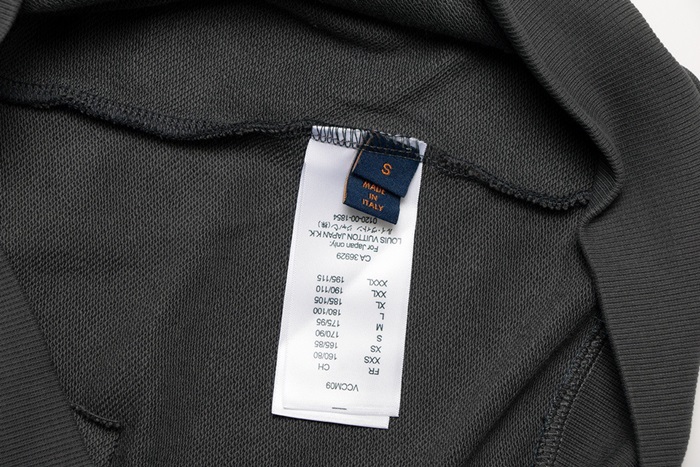 S
MADE
IN
ITALY
VCCM09
FR CH
XXS 160/80
XS 165/85
S 170/90
M 175/95
L 180/100
XL 185/105
XXL 190/110
XXXL 195/115
CA 36929
For Japan only:
LOUIS VUITTON JAPAN K.K.
ルイ・ヴィトン ジャパン(株)
0120-00-1854